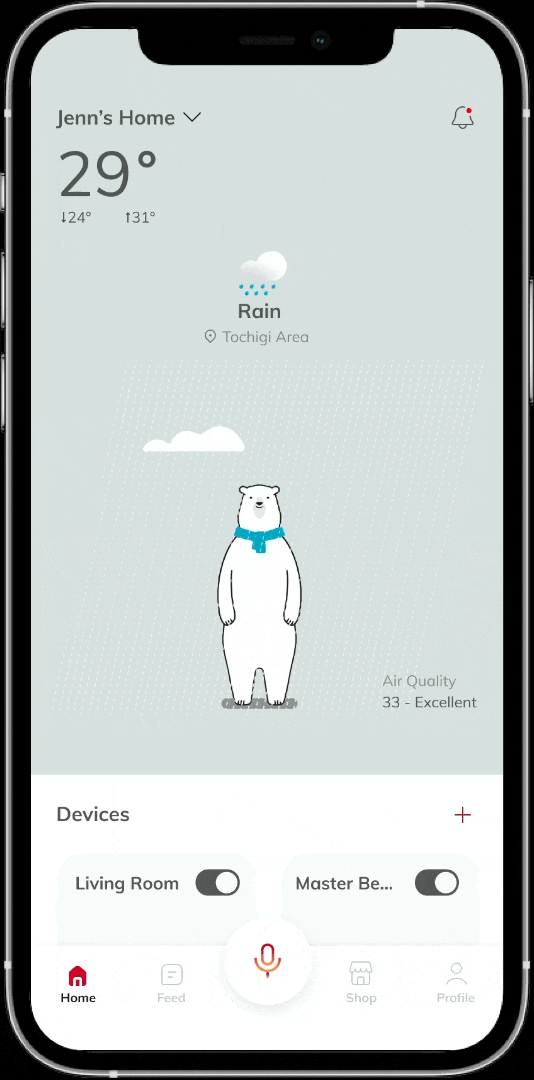 Jenn's Home
29°
↓24° ↑31°
Rain
Tochigi Area
Air Quality
33 - Excellent
Devices
Living Room
Master Be...
Home
Feed
Shop
Profile